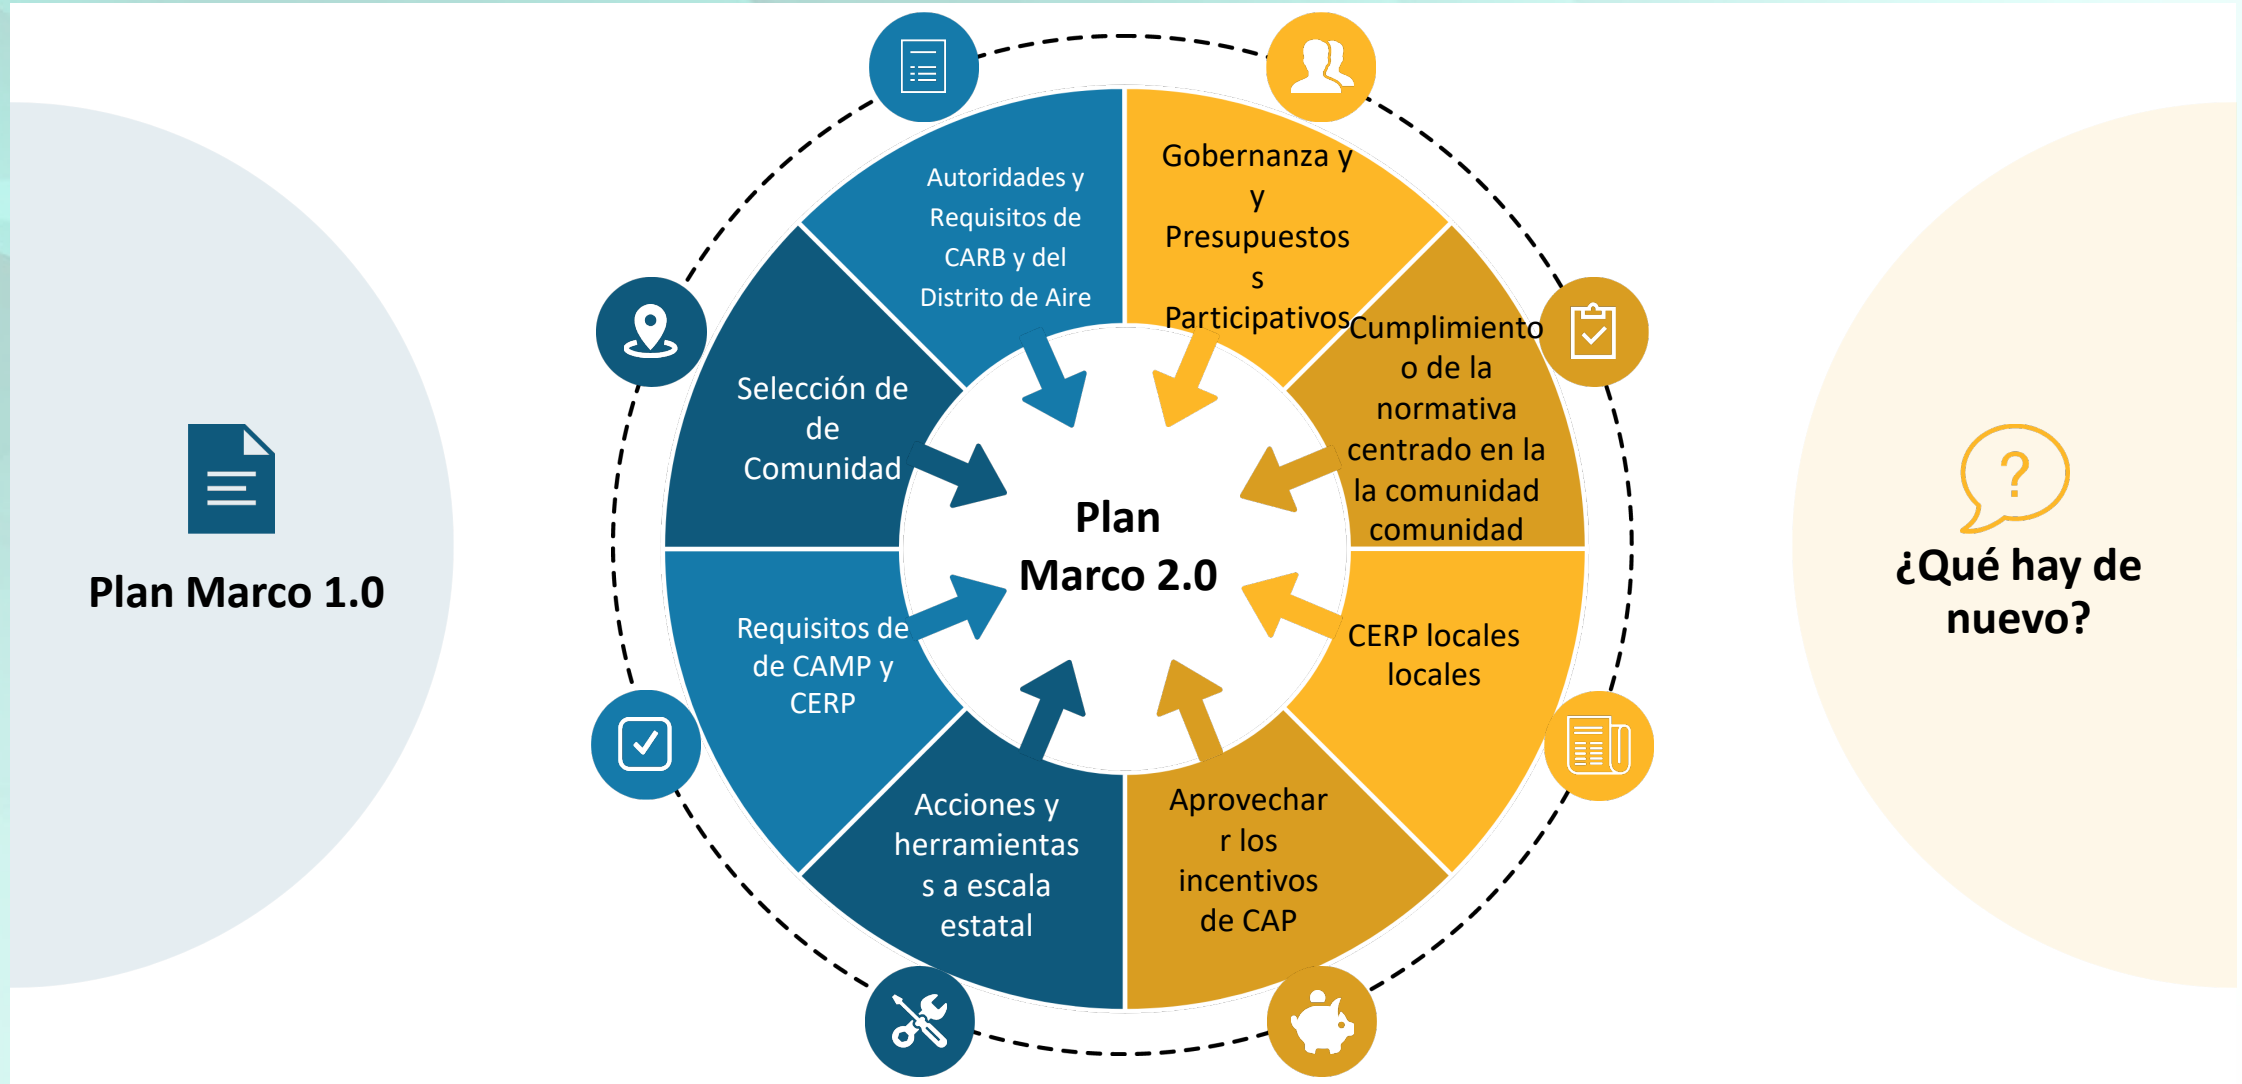 Plan Marco 1.0
Autoridades y
Requisitos de
CARB y del
Distrito de Aire
Selección de
de
Comunidad
Requisitos de
de CAMP y
CERP
Acciones y
herramientas
s a escala
estatal
Plan
Marco 2.0
Gobernanza y
y
Presupuestos
s
Participativos
Cumplimiento
o de la
normativa
centrado en la
la comunidad
comunidad
CERP locales
locales
Aprovechar
r los
incentivos
de CAP
¿Qué hay de
nuevo?